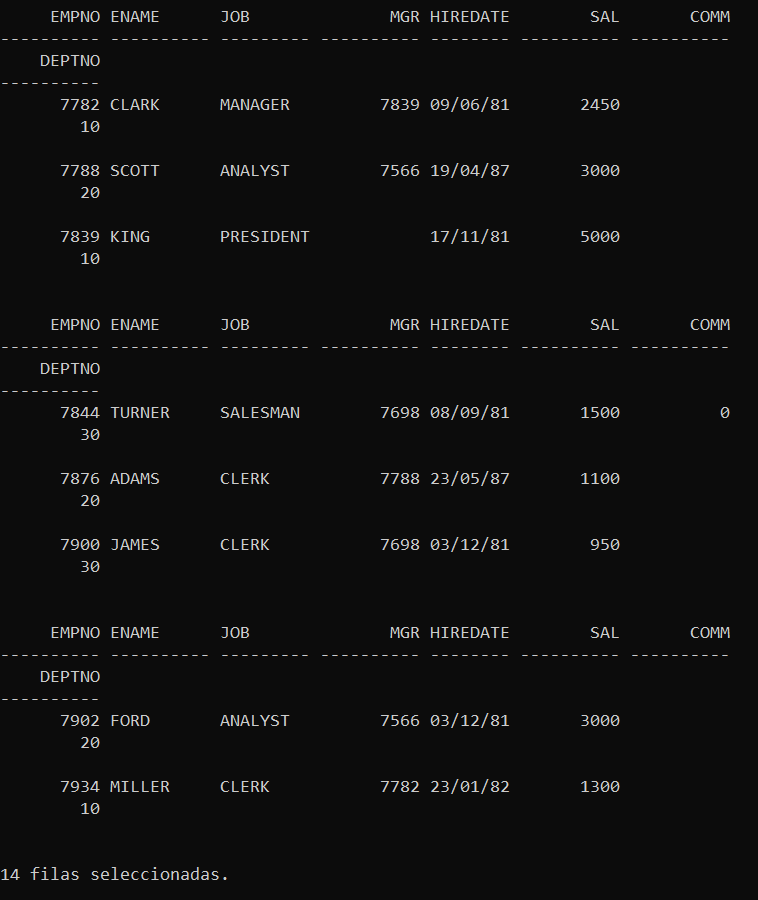 EMPNO ENAME      JOB              MGR HIREDATE        SAL       COMM
---------- ---------- --------- ---------- -------- ---------- ----------
    DEPTNO
----------
      7782 CLARK      MANAGER         7839 09/06/81       2450
        10

      7788 SCOTT      ANALYST         7566 19/04/87       3000
        20

      7839 KING       PRESIDENT            17/11/81       5000
        10


     EMPNO ENAME      JOB              MGR HIREDATE        SAL       COMM
---------- ---------- --------- ---------- -------- ---------- ----------
    DEPTNO
----------
      7844 TURNER     SALESMAN        7698 08/09/81       1500          0
        30

      7876 ADAMS      CLERK           7788 23/05/87       1100
        20

      7900 JAMES      CLERK           7698 03/12/81        950
        30


     EMPNO ENAME      JOB              MGR HIREDATE        SAL       COMM
---------- ---------- --------- ---------- -------- ---------- ----------
    DEPTNO
----------
      7902 FORD       ANALYST         7566 03/12/81       3000
        20

      7934 MILLER     CLERK           7782 23/01/82       1300
        10


14 filas seleccionadas.